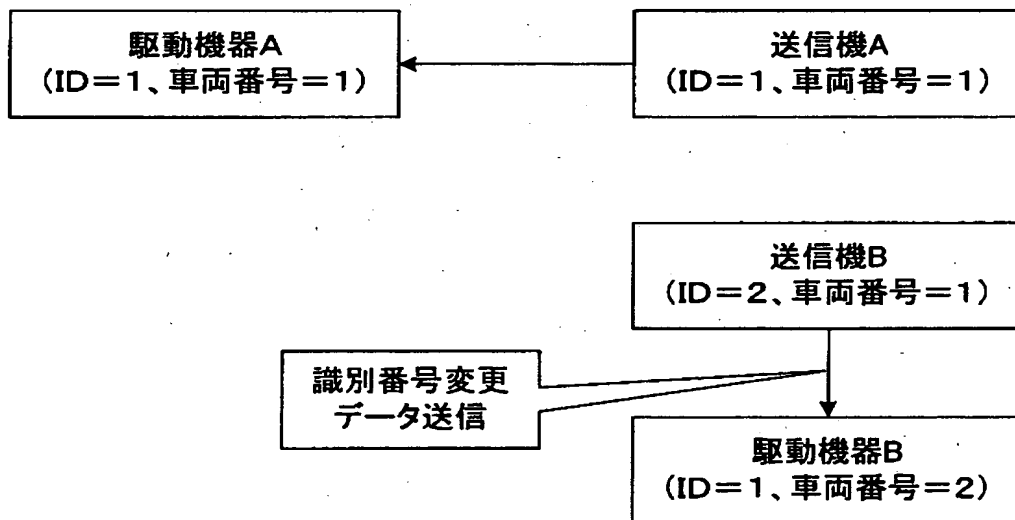 駆動機器A
(ID=1、車両番号=1)
送信機A
(ID=1、車両番号=1)
送信機B
(ID=2、車両番号=1)
識別番号変更
データ送信
駆動機器B
(ID=1、車両番号=2)